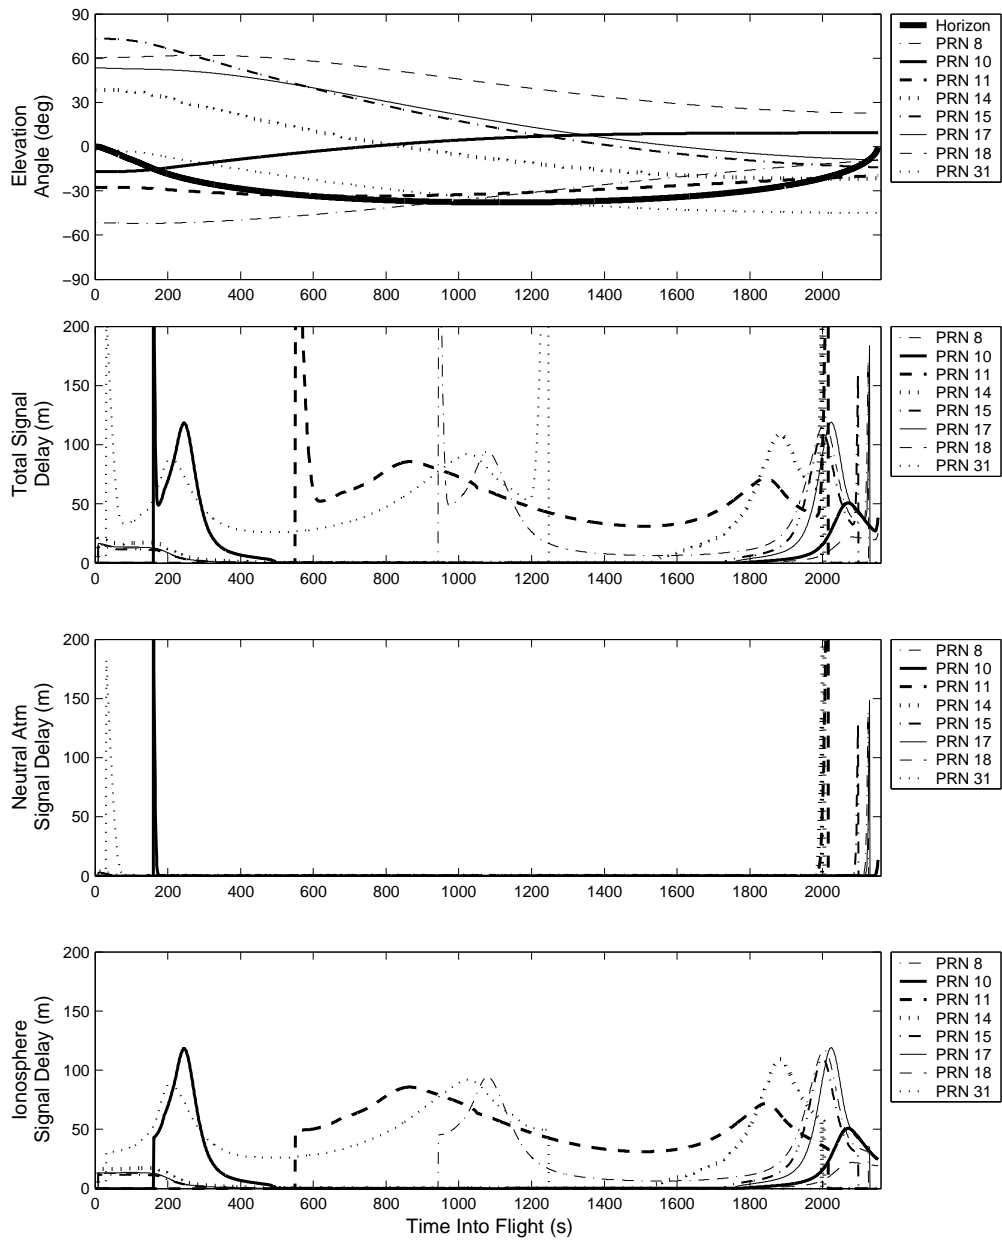 90
60
30
0
−30
−60
−90
Elevation
Angle (deg)
0 200 400 600 800 1000 1200 1400 1600 1800 2000
Horizon
PRN 8
PRN 10
PRN 11
PRN 14
PRN 15
PRN 17
PRN 18
PRN 31
200
150
100
50
0
Total Signal
Delay (m)
0 200 400 600 800 1000 1200 1400 1600 1800 2000
PRN 8
PRN 10
PRN 11
PRN 14
PRN 15
PRN 17
PRN 18
PRN 31
200
150
100
50
0
Neutral Atm
Signal Delay (m)
0 200 400 600 800 1000 1200 1400 1600 1800 2000
PRN 8
PRN 10
PRN 11
PRN 14
PRN 15
PRN 17
PRN 18
PRN 31
200
150
100
50
0
Ionosphere
Signal Delay (m)
0 200 400 600 800 1000 1200 1400 1600 1800 2000
Time Into Flight (s)
PRN 8
PRN 10
PRN 11
PRN 14
PRN 15
PRN 17
PRN 18
PRN 31